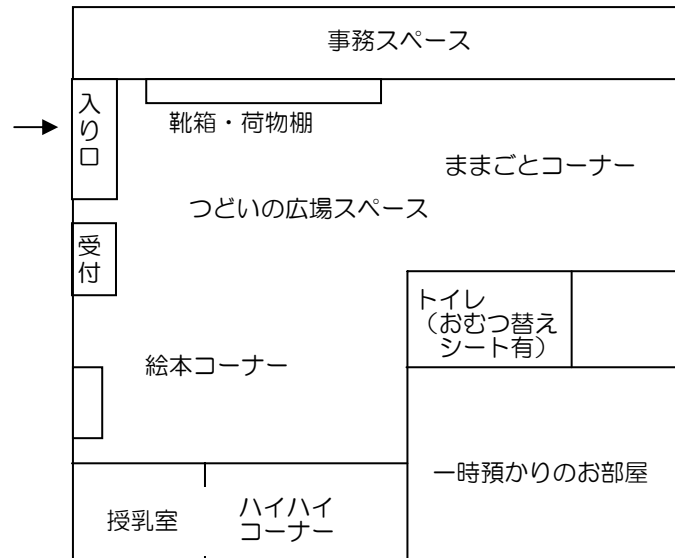 事務スペース
入り口
靴箱・荷物棚
ままごとコーナー
つどいの広場スペース
受付
トイレ
（おむつ替え
シート有）
絵本コーナー
一時預かりのお部屋
授乳室
ハイハイ
コーナー